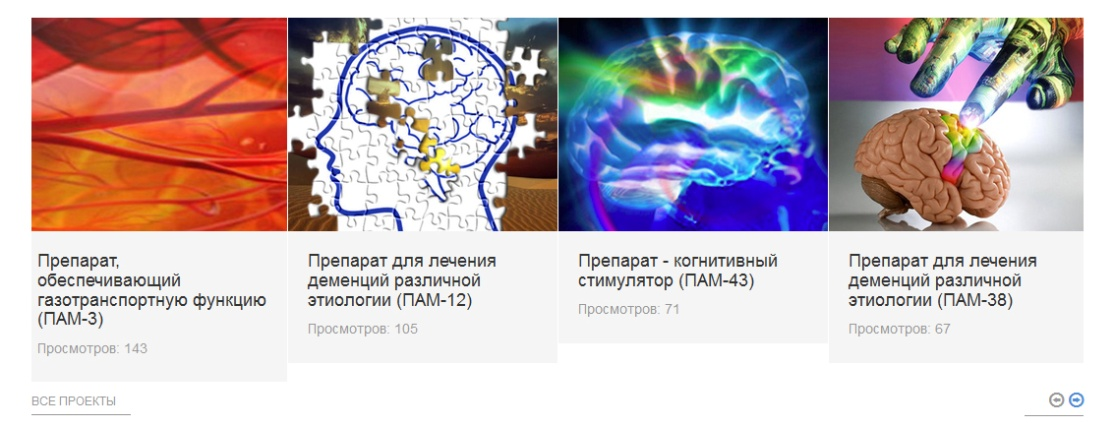 Препарат,
обеспечивающий
газотранспортную функцию
(ПАМ-3)
Просмотров: 143
Препарат для лечения
деменций различной
этиологии (ПАМ-12)
Просмотров: 105
Препарат - когнитивный
стимулятор (ПАМ-43)
Просмотров: 71
Препарат для лечения
деменций различной
этиологии (ПАМ-38)
Просмотров: 67
ВСЕ ПРОЕКТЫ